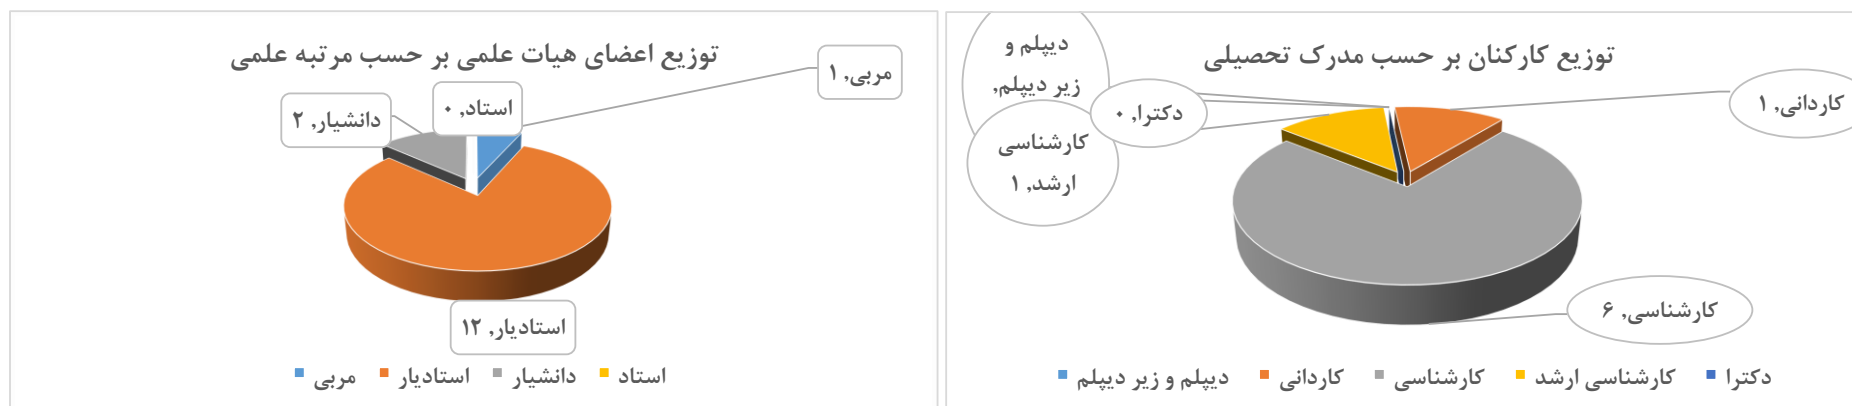 توزیع کارکنان بر حسب مدرک تحصیلی
دیپلم و
زیر دیپلم,
دکترا, ۰
کاردانی, ۱
کارشناسی
ارشد, ۱
کارشناسی, ۶
دیپلم و زیر دیپلم
کاردانی
کارشناسی
کارشناسی ارشد
دکترا
توزیع اعضای هیات علمی بر حسب مرتبه علمی
مربی, ۱
استاد, ۰
دانشیار, ۲
استادیار, ۱۲
مربی
استادیار
دانشیار
استاد